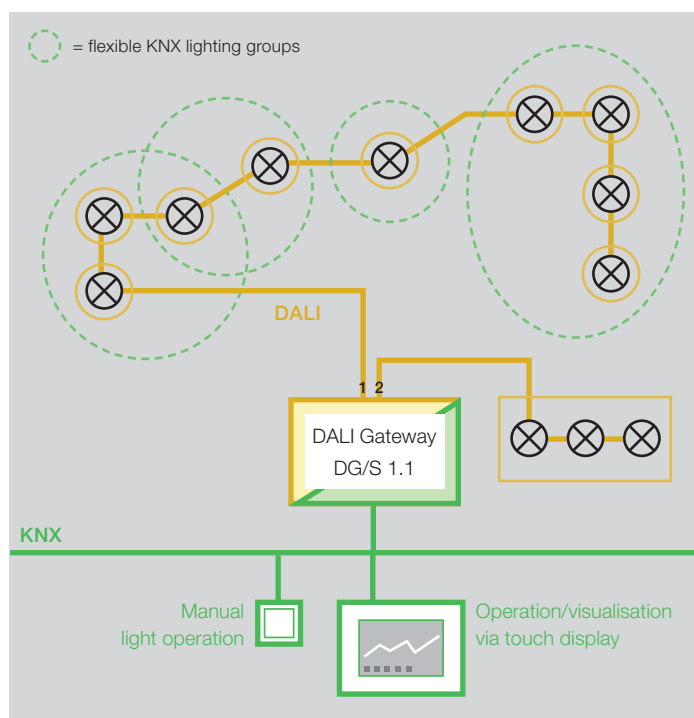 = flexible KNX lighting groups
DALI
1 2
DALI Gateway
DG/S 1.1
KNX
Manual
light operation
Operation/visualisation
via touch display